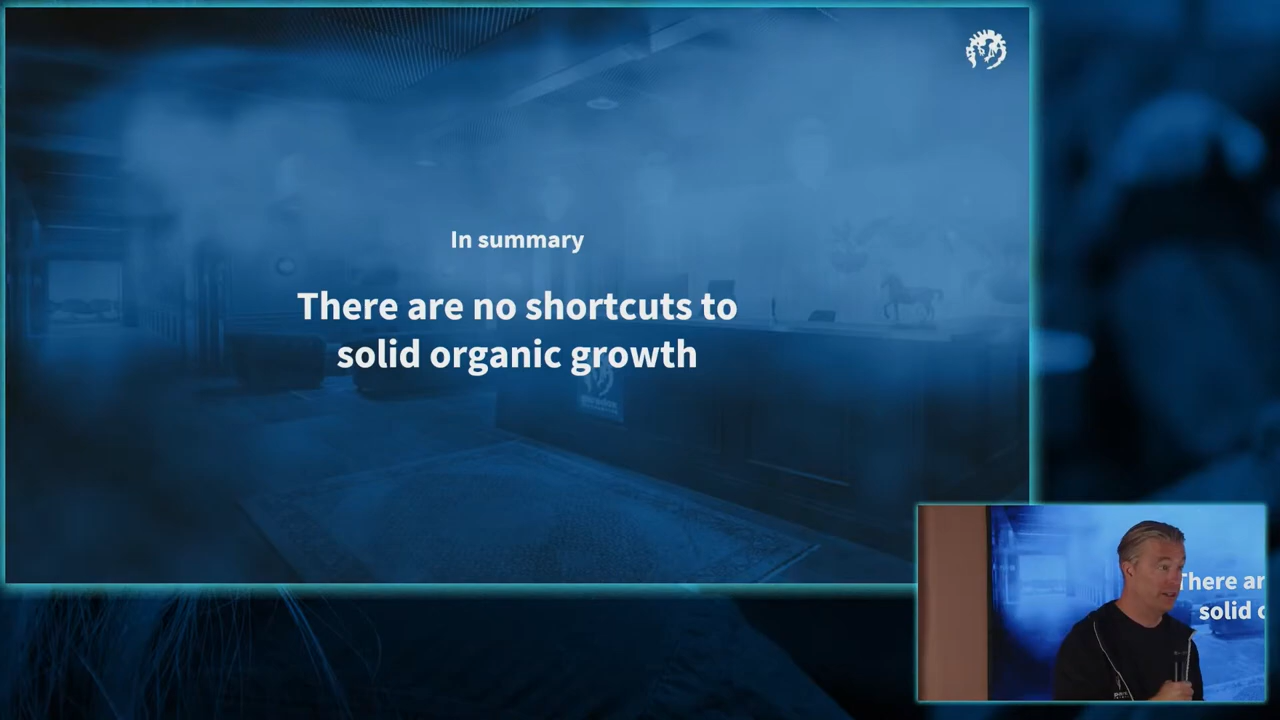 In summary
There are no shortcuts to
solid organic growth
There ar
solid